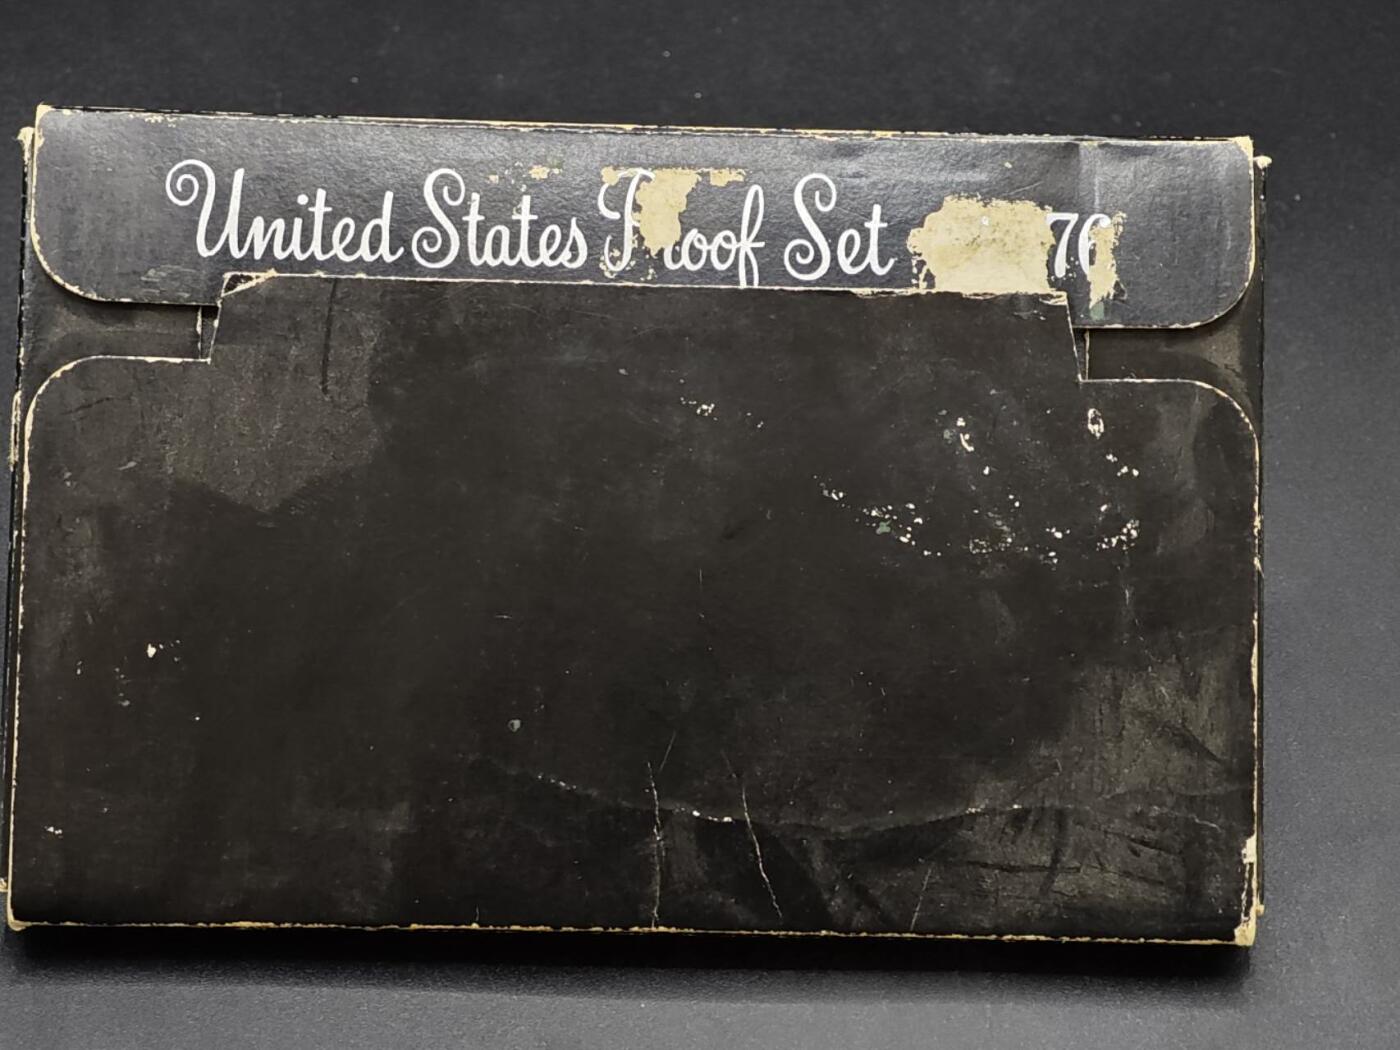 United States Proof Set 76